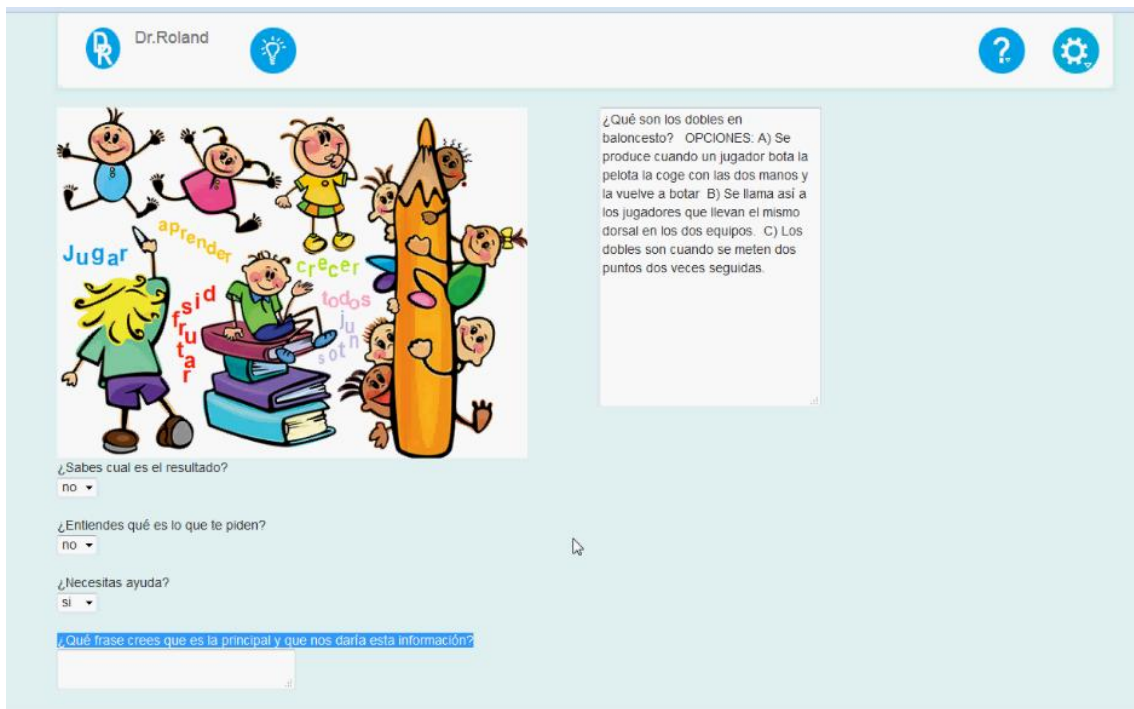 DR
Dr.Roland
?
Jugar
aprender
crecer
disfrutar
todos
juntos
¿Qué son los dobles en
baloncesto? OPCIONES: A) Se
produce cuando un jugador bota la
pelota la coge con las dos manos y
la vuelve a botar B) Se llama así a
los jugadores que llevan el mismo
dorsal en los dos equipos. C) Los
dobles son cuando se meten dos
puntos dos veces seguidas.
¿Sabes cual es el resultado?
no
¿Entiendes qué es lo que te piden?
no
¿Necesitas ayuda?
si
¿Qué frase crees que es la principal y que nos daría esta información?